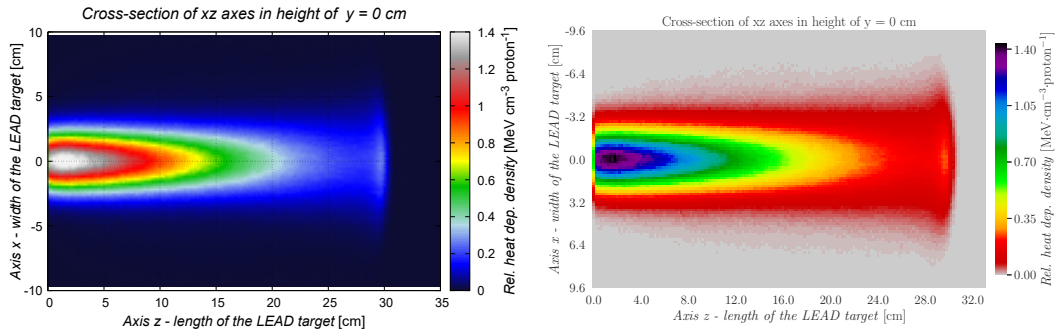 Cross-section of xz axes in height of y = 0 cm
10
5
0
-5
-10
Axis x - width of the LEAD target [cm]
0 5 10 15 20 25 30 35
Axis z - length of the LEAD target [cm]
1.4
1.2
1
0.8
0.6
0.4
0.2
0
Rel. heat dep. density [MeV cm⁻³ proton⁻¹]
Cross-section of xz axes in height of y = 0 cm
-9.6
-6.4
-3.2
0.0
3.2
6.4
9.6
Axis x - width of the LEAD target [cm]
0.0 4.0 8.0 12.0 16.0 20.0 24.0 28.0 32.0
Axis z - length of the LEAD target [cm]
1.40
1.05
0.70
0.35
0.00
Rel. heat dep. density [MeV·cm⁻³·proton⁻¹]